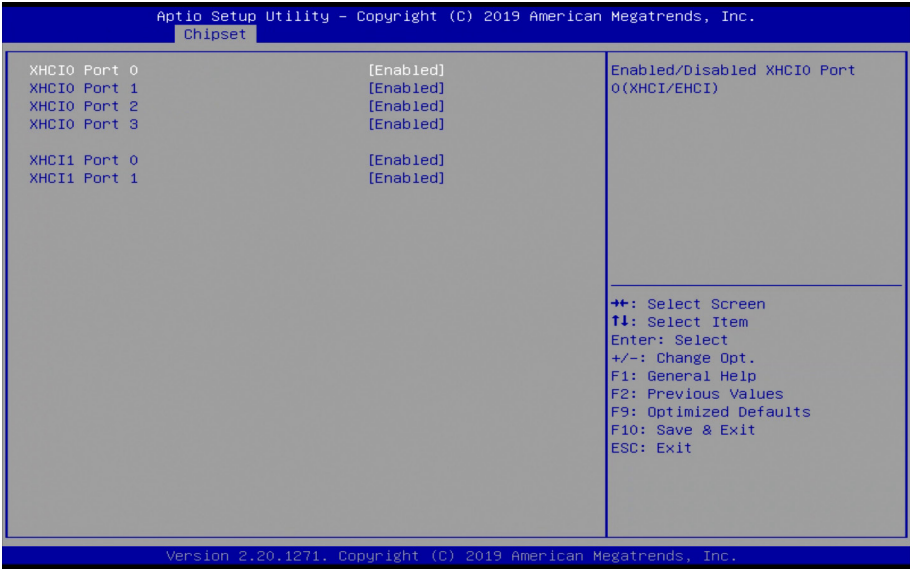 Aptio Setup Utility – Copyright (C) 2019 American Megatrends, Inc.
Chipset
XHCI0 Port 0 [Enabled]
XHCI0 Port 1 [Enabled]
XHCI0 Port 2 [Enabled]
XHCI0 Port 3 [Enabled]
XHCI1 Port 0 [Enabled]
XHCI1 Port 1 [Enabled]
Enabled/Disabled XHCI0 Port
0(XHCI/EHCI)
→←: Select Screen
↑↓: Select Item
Enter: Select
+/-: Change Opt.
F1: General Help
F2: Previous Values
F9: Optimized Defaults
F10: Save & Exit
ESC: Exit
Version 2.20.1271. Copyright (C) 2019 American Megatrends, Inc.